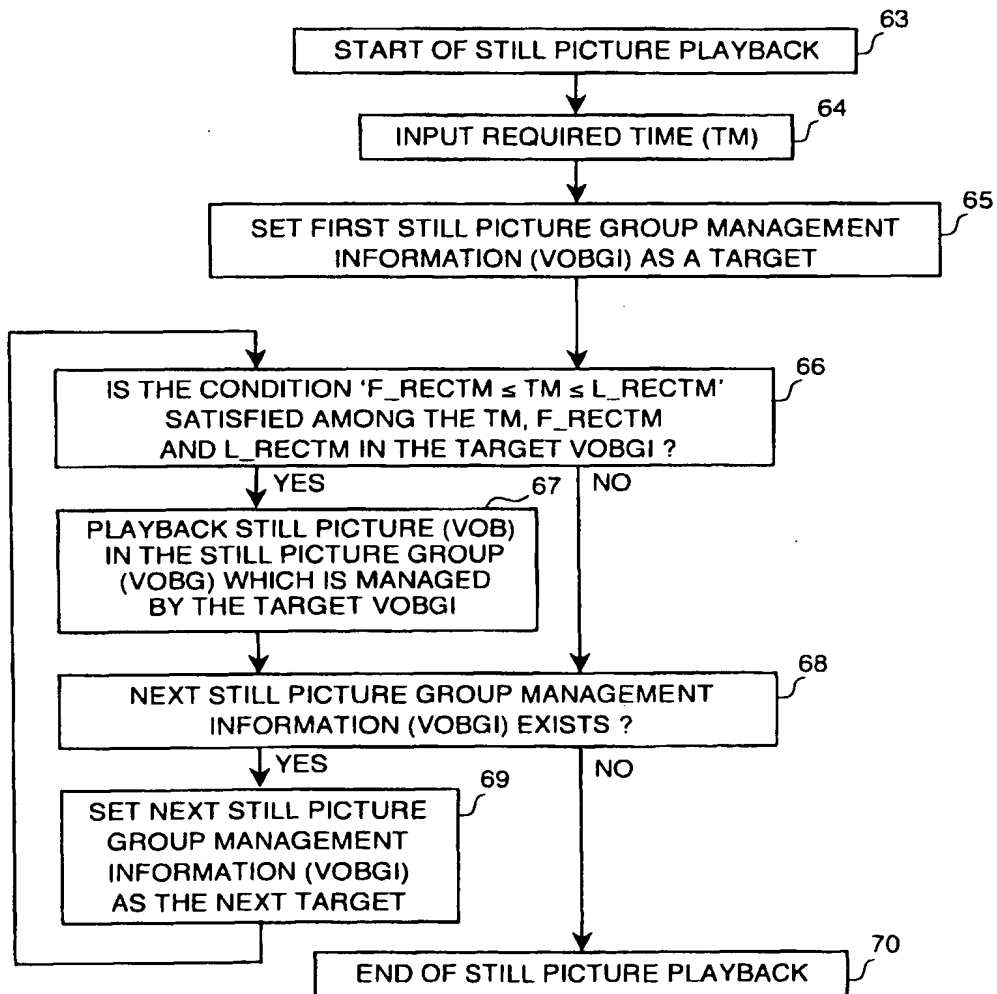 63
START OF STILL PICTURE PLAYBACK
64
INPUT REQUIRED TIME (TM)
65
SET FIRST STILL PICTURE GROUP MANAGEMENT
INFORMATION (VOBGI) AS A TARGET
66
IS THE CONDITION 'F_RECTM ≤ TM ≤ L_RECTM'
SATISFIED AMONG THE TM, F_RECTM
AND L_RECTM IN THE TARGET VOBGI ?
YES
NO
67
PLAYBACK STILL PICTURE (VOB)
IN THE STILL PICTURE GROUP
(VOBG) WHICH IS MANAGED
BY THE TARGET VOBGI
68
NEXT STILL PICTURE GROUP MANAGEMENT
INFORMATION (VOBGI) EXISTS ?
YES
NO
69
SET NEXT STILL PICTURE
GROUP MANAGEMENT
INFORMATION (VOBGI)
AS THE NEXT TARGET
70
END OF STILL PICTURE PLAYBACK